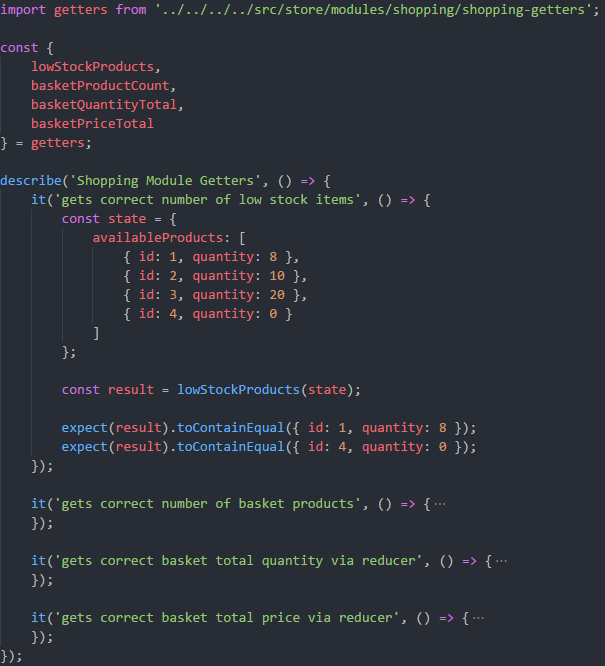 import getters from '../../../../src/store/modules/shopping/shopping-getters';
const {
lowStockProducts,
basketProductCount,
basketQuantityTotal,
basketPriceTotal
} = getters;
describe('Shopping Module Getters', () => {
it('gets correct number of low stock items', () => {
const state = {
availableProducts: [
{ id: 1, quantity: 8 },
{ id: 2, quantity: 10 },
{ id: 3, quantity: 20 },
{ id: 4, quantity: 0 }
]
};
const result = lowStockProducts(state);
expect(result).toContainEqual({ id: 1, quantity: 8 });
expect(result).toContainEqual({ id: 4, quantity: 0 });
});
it('gets correct number of basket products', () => {⋯
});
it('gets correct basket total quantity via reducer', () => {⋯
});
it('gets correct basket total price via reducer', () => {⋯
});
});